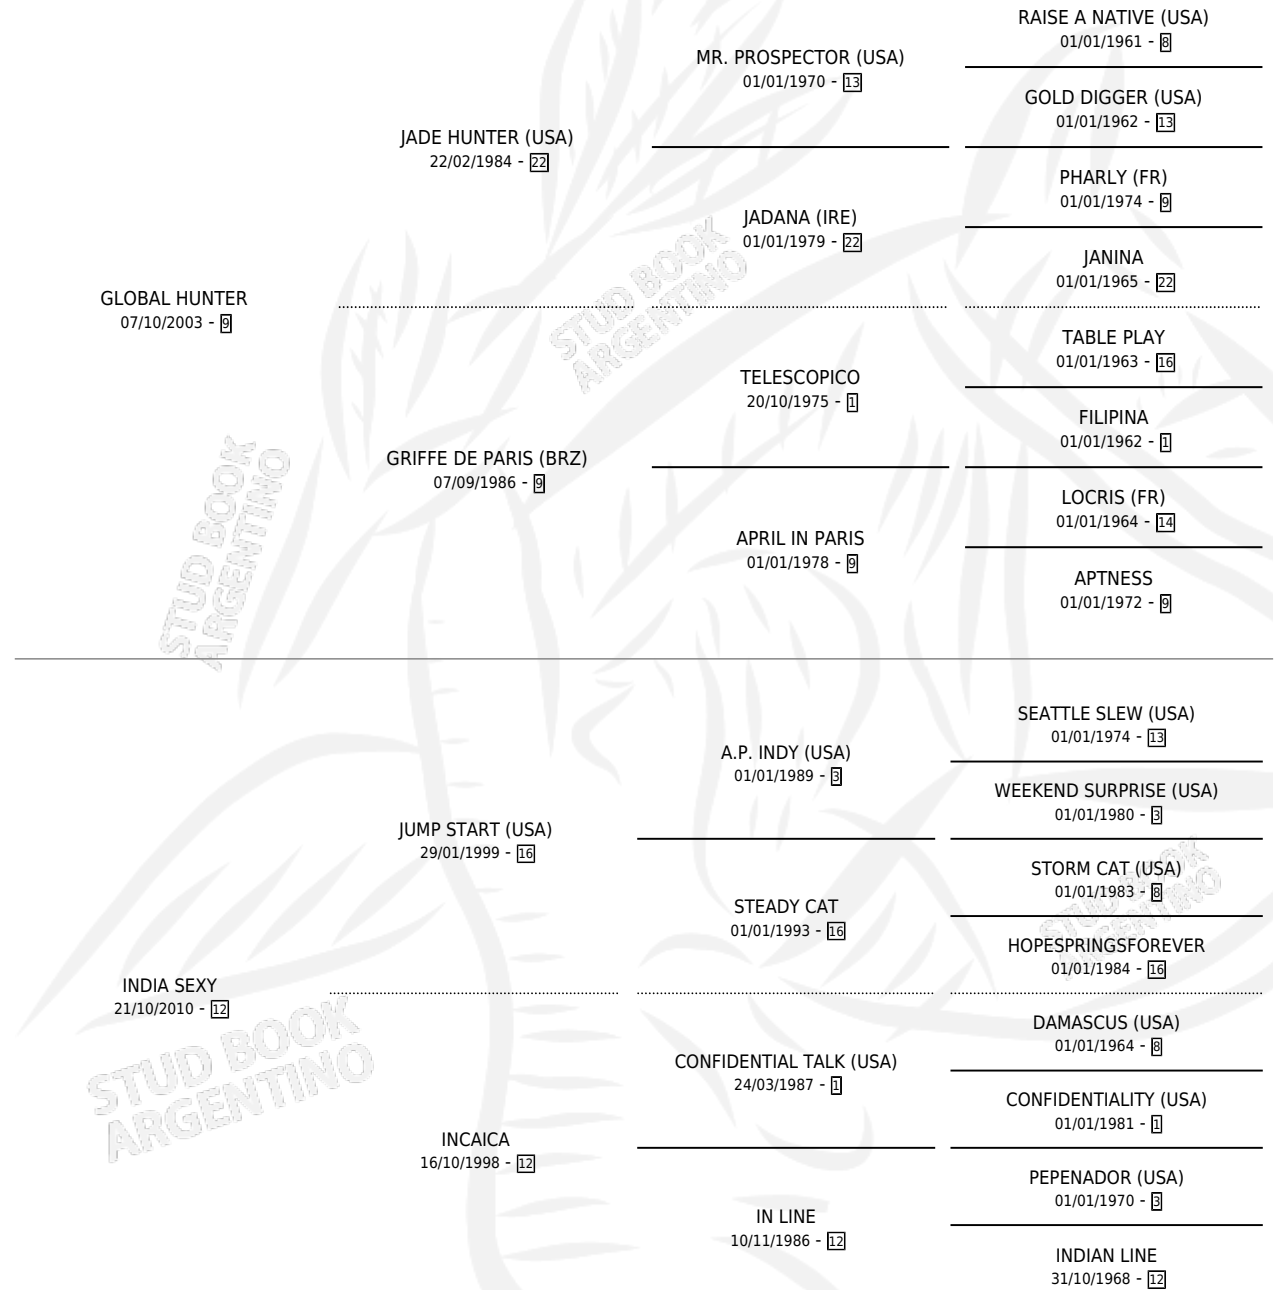 RAISE A NATIVE (USA)
01/01/1961 - 8
MR. PROSPECTOR (USA)
01/01/1970 - 13
GOLD DIGGER (USA)
01/01/1962 - 13
JADE HUNTER (USA)
22/02/1984 - 22
PHARLY (FR)
01/01/1974 - 9
JADANA (IRE)
01/01/1979 - 22
JANINA
01/01/1965 - 22
GLOBAL HUNTER
07/10/2003 - 9
TABLE PLAY
01/01/1963 - 16
TELESCOPICO
20/10/1975 - 1
FILIPINA
01/01/1962 - 1
GRIFFE DE PARIS (BRZ)
07/09/1986 - 9
LOCRIS (FR)
01/01/1964 - 14
APRIL IN PARIS
01/01/1978 - 9
APTNESS
01/01/1972 - 9
SEATTLE SLEW (USA)
01/01/1974 - 13
A.P. INDY (USA)
01/01/1989 - 3
WEEKEND SURPRISE (USA)
01/01/1980 - 3
JUMP START (USA)
29/01/1999 - 16
STORM CAT (USA)
01/01/1983 - 8
STEADY CAT
01/01/1993 - 16
HOPESPRINGSFOREVER
01/01/1984 - 16
INDIA SEXY
21/10/2010 - 12
DAMASCUS (USA)
01/01/1964 - 8
CONFIDENTIAL TALK (USA)
24/03/1987 - 1
CONFIDENTIALITY (USA)
01/01/1981 - 1
INCAICA
16/10/1998 - 12
PEPENADOR (USA)
01/01/1970 - 3
IN LINE
10/11/1986 - 12
INDIAN LINE
31/10/1968 - 12
STUD BOOK
ARGENTINO
STUD BOOK
ARGENTINO
STUD BOOK
ARGENTINO
STUD BOOK
ARGENTINO